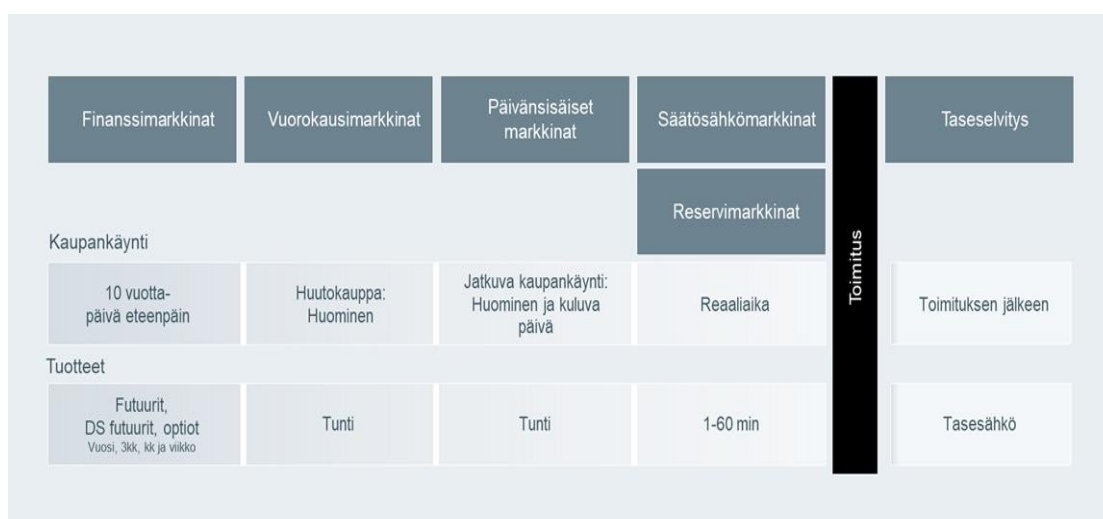 Finanssimarkkinat
Vuorokausimarkkinat
Päivänsisäiset
markkinat
Säätösähkömarkkinat
Taseselvitys
Reservimarkkinat
Toimitus
Kaupankäynti
10 vuotta-
päivä eteenpäin
Huutokauppa:
Huominen
Jatkuva kaupankäynti:
Huominen ja kuluva
päivä
Reaaliaika
Toimituksen jälkeen
Tuotteet
Futuurit,
DS futuurit, optiot
Vuosi, 3kk, kk ja viikko
Tunti
Tunti
1-60 min
Tasesähkö